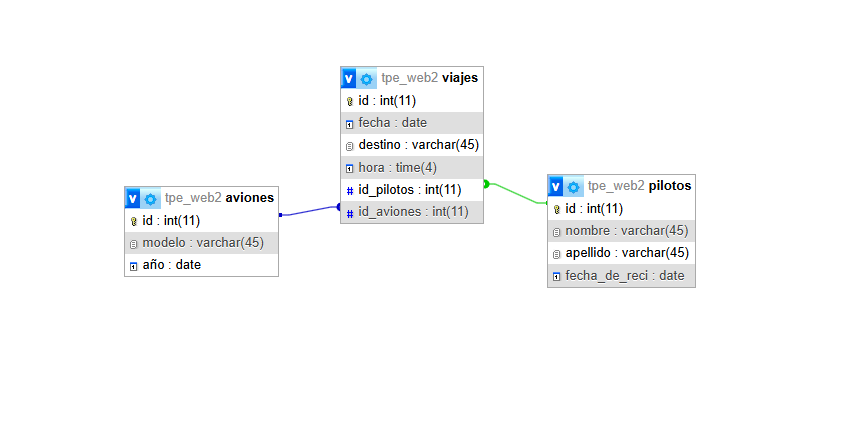 tpe_web2 viajes
id : int(11)
fecha : date
destino : varchar(45)
hora : time(4)
id_pilotos : int(11)
id_aviones : int(11)
tpe_web2 aviones
id : int(11)
modelo : varchar(45)
año : date
tpe_web2 pilotos
id : int(11)
nombre : varchar(45)
apellido : varchar(45)
fecha_de_reci : date